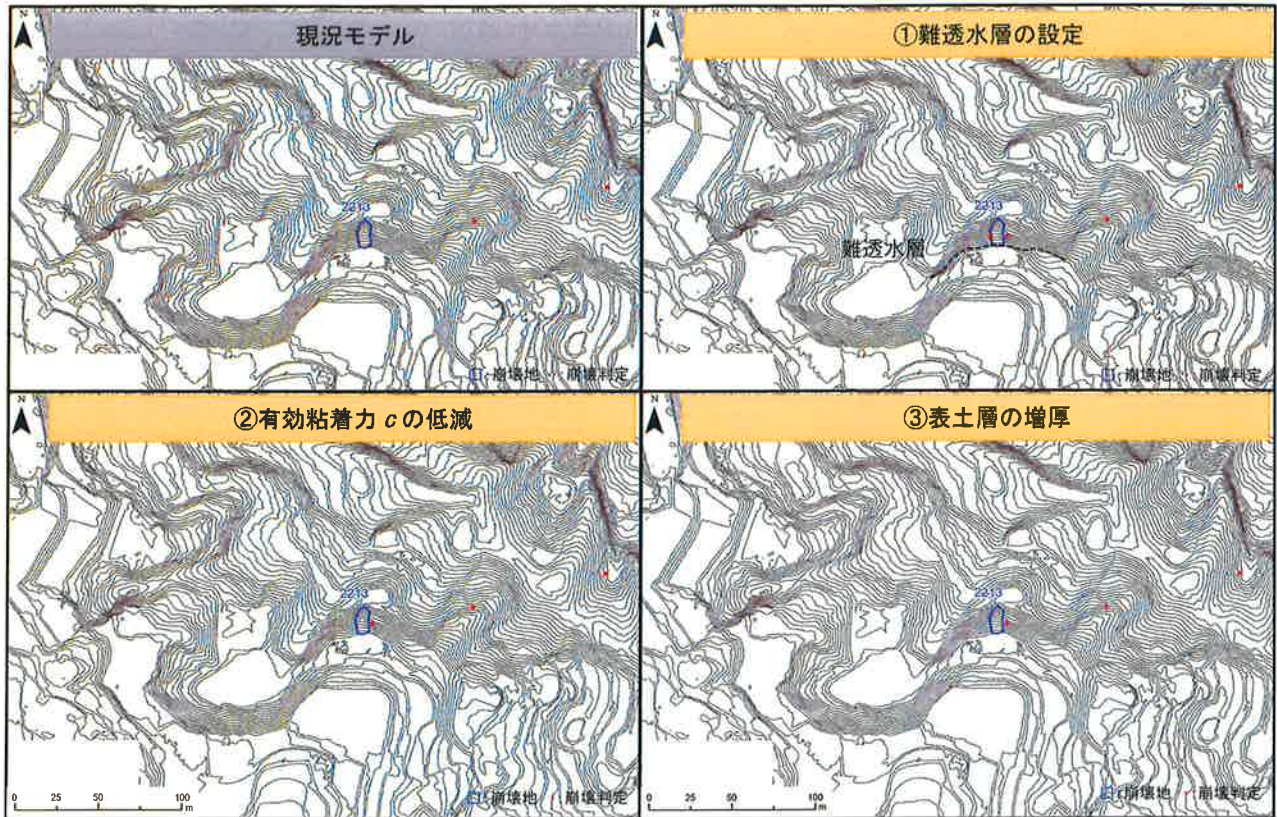 N
現況モデル
2213
崩壊地 崩壊判定
N
①難透水層の設定
2213
難透水層
崩壊地 崩壊判定
N
②有効粘着力 c の低減
2213
0 25 50 100
m
崩壊地 崩壊判定
N
③表土層の増厚
2213
0 25 50 100
m
崩壊地 崩壊判定